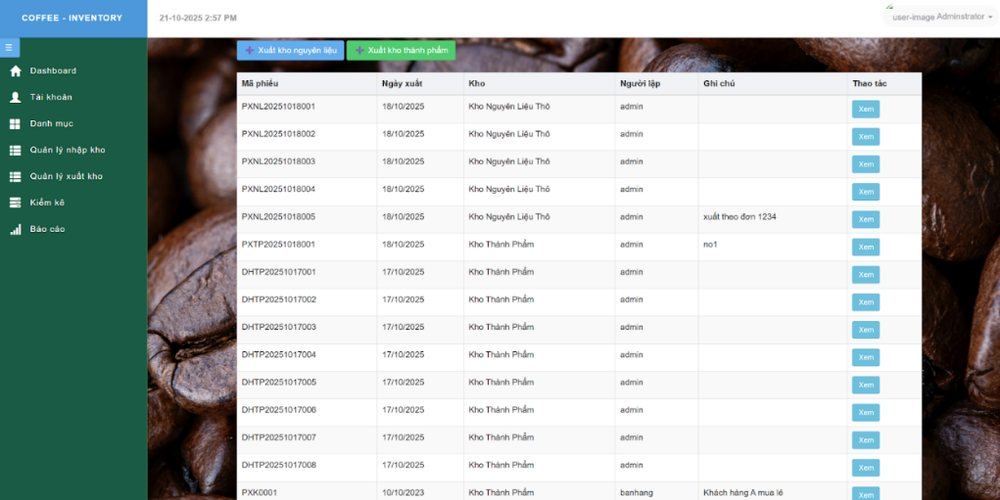 COFFEE - INVENTORY
21-10-2025 2:57 PM
user-image Adminstrator
Dashboard
Tài khoản
Danh mục
Quản lý nhập kho
Quản lý xuất kho
Kiểm kê
Báo cáo
Xuất kho nguyên liệu Xuất kho thành phẩm
Mã phiếu Ngày xuất Kho Người lập Ghi chú Thao tác
PXNL20251018001 18/10/2025 Kho Nguyên Liệu Thô admin Xem
PXNL20251018002 18/10/2025 Kho Nguyên Liệu Thô admin Xem
PXNL20251018003 18/10/2025 Kho Nguyên Liệu Thô admin Xem
PXNL20251018004 18/10/2025 Kho Nguyên Liệu Thô admin Xem
PXNL20251018005 18/10/2025 Kho Nguyên Liệu Thô admin xuất theo đơn 1234 Xem
PXTP20251018001 18/10/2025 Kho Thành Phẩm admin no1 Xem
DHTP20251017001 17/10/2025 Kho Thành Phẩm admin Xem
DHTP20251017002 17/10/2025 Kho Thành Phẩm admin Xem
DHTP20251017003 17/10/2025 Kho Thành Phẩm admin Xem
DHTP20251017004 17/10/2025 Kho Thành Phẩm admin Xem
DHTP20251017005 17/10/2025 Kho Thành Phẩm admin Xem
DHTP20251017006 17/10/2025 Kho Thành Phẩm admin Xem
DHTP20251017007 17/10/2025 Kho Thành Phẩm admin Xem
DHTP20251017008 17/10/2025 Kho Thành Phẩm admin Xem
PXK0001 10/10/2023 Kho Thành Phẩm banhang Khách hàng A mua lẻ Xem